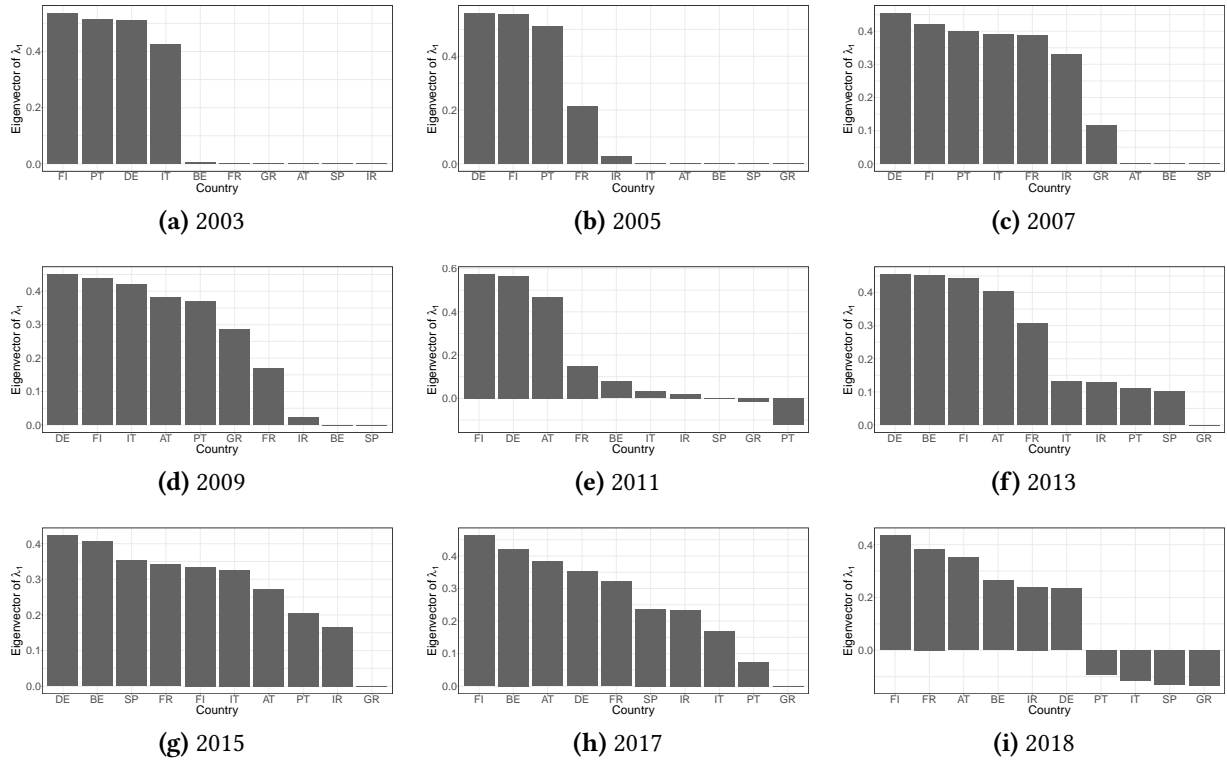 Eigenvector of λ₁
0.4
0.2
0.0
FI PT DE IT BE FR GR AT SP IR
Country
(a) 2003
Eigenvector of λ₁
0.4
0.2
0.0
DE FI PT FR IR IT AT BE SP GR
Country
(b) 2005
Eigenvector of λ₁
0.4
0.3
0.2
0.1
0.0
DE FI PT IT FR IR GR AT BE SP
Country
(c) 2007
Eigenvector of λ₁
0.4
0.3
0.2
0.1
0.0
DE FI IT AT PT GR FR IR BE SP
Country
(d) 2009
Eigenvector of λ₁
0.6
0.4
0.2
0.0
FI DE AT FR BE IT IR SP GR PT
Country
(e) 2011
Eigenvector of λ₁
0.4
0.3
0.2
0.1
0.0
DE BE FI AT FR IT IR PT SP GR
Country
(f) 2013
Eigenvector of λ₁
0.4
0.3
0.2
0.1
0.0
DE BE SP FR FI IT AT PT IR GR
Country
(g) 2015
Eigenvector of λ₁
0.4
0.3
0.2
0.1
0.0
FI BE AT DE FR SP IR IT PT GR
Country
(h) 2017
Eigenvector of λ₁
0.4
0.2
0.0
FI FR AT BE IR DE PT IT SP GR
Country
(i) 2018